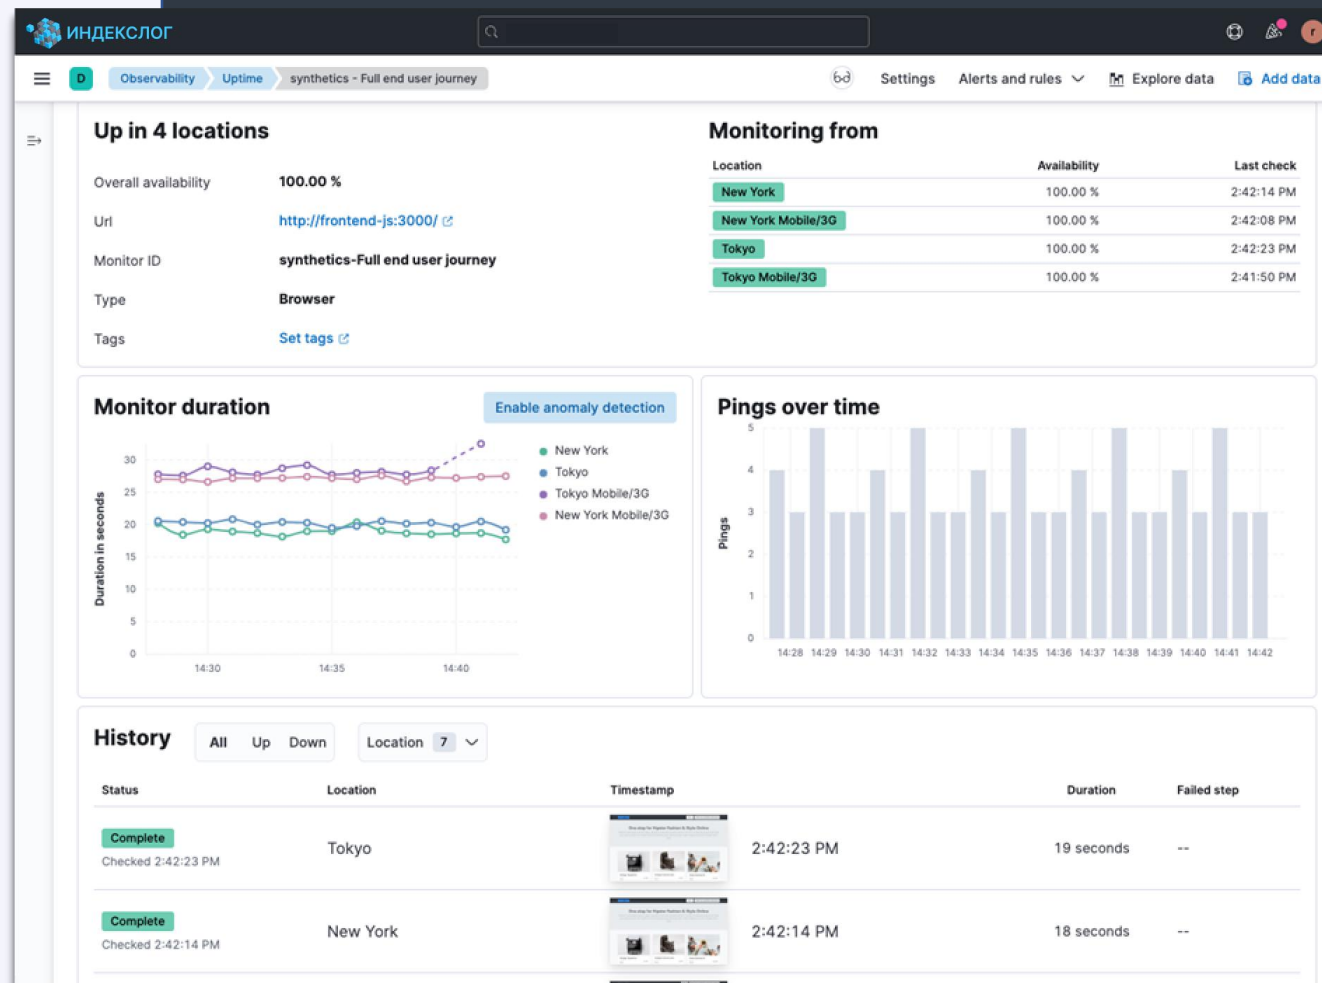 ИНДЕКСЛОГ
r
D Observability Uptime synthetics - Full end user journey Settings Alerts and rules Explore data Add data
Up in 4 locations
Overall availability 100.00 %
Url http://frontend-js:3000/
Monitor ID synthetics-Full end user journey
Type Browser
Tags Set tags
Monitoring from
Location Availability Last check
New York 100.00 % 2:42:14 PM
New York Mobile/3G 100.00 % 2:42:08 PM
Tokyo 100.00 % 2:42:23 PM
Tokyo Mobile/3G 100.00 % 2:41:50 PM
Monitor duration Enable anomaly detection
Duration in seconds
30
25
20
15
10
5
0
14:30 14:35 14:40
New York
Tokyo
Tokyo Mobile/3G
New York Mobile/3G
Pings over time
Pings
5
4
3
2
1
0
14:28 14:29 14:30 14:31 14:32 14:33 14:34 14:35 14:36 14:37 14:38 14:39 14:40 14:41 14:42
History All Up Down Location 7
Status Location Timestamp Duration Failed step
Complete
Checked 2:42:23 PM
Tokyo 2:42:23 PM 19 seconds --
Complete
Checked 2:42:14 PM
New York 2:42:14 PM 18 seconds --